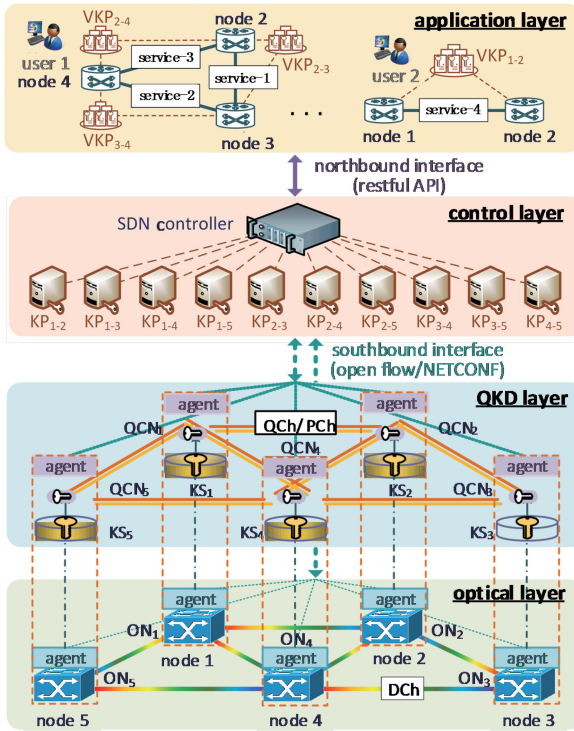 application layer
VKP2-4
node 2
user 1
node 4
service-3
VKP2-3
service-1
service-2
VKP3-4
node 3
. . .
user 2
VKP1-2
service-4
node 1
node 2
northbound interface
(restful API)
control layer
SDN controller
KP1-2
KP1-3
KP1-4
KP1-5
KP2-3
KP2-4
KP2-5
KP3-4
KP3-5
KP4-5
southbound interface
(open flow/NETCONF)
QKD layer
agent
agent
QCN1
QCh/ PCh
QCN2
QCN4
agent
agent
agent
KS1
KS2
QCN5
QCN3
KS5
KS4
KS3
optical layer
agent
agent
ON1
ON4
ON2
node 1
node 2
agent
agent
agent
ON5
DCh
ON3
node 5
node 4
node 3